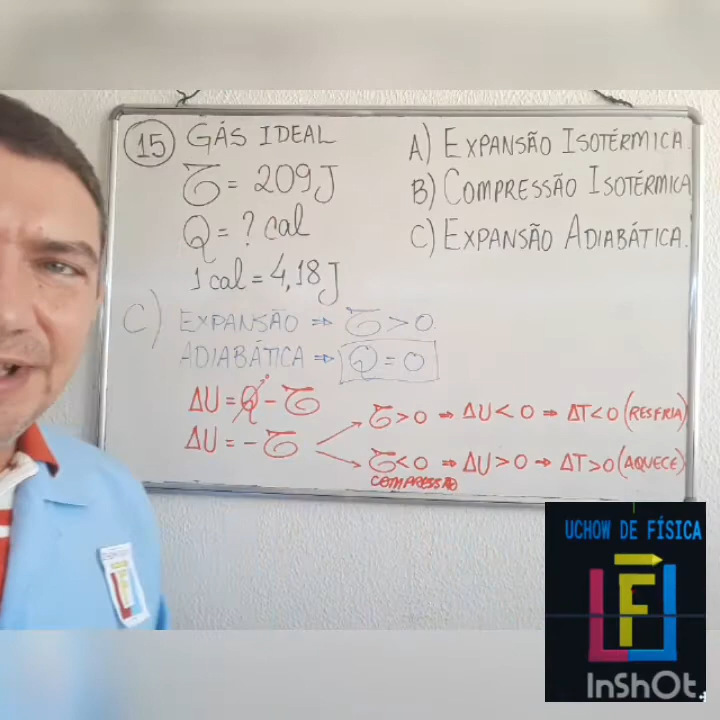 15 GÁS IDEAL
𝒯 = 209 J
Q = ? cal
1 cal = 4,18 J
A) EXPANSÃO ISOTÉRMICA.
B) COMPRESSÃO ISOTÉRMICA
C) EXPANSÃO ADIABÁTICA.
C) EXPANSÃO ⇒ 𝒯 > 0.
ADIABÁTICA ⇒ Q = 0
ΔU = Q⁰ - 𝒯
ΔU = - 𝒯
𝒯 > 0 ⇒ ΔU < 0 ⇒ ΔT < 0 (RESFRIA)
𝒯 < 0 ⇒ ΔU > 0 ⇒ ΔT > 0 (AQUECE)
COMPRESSÃO
UCHOW DE FÍSICA
UF
InShOt